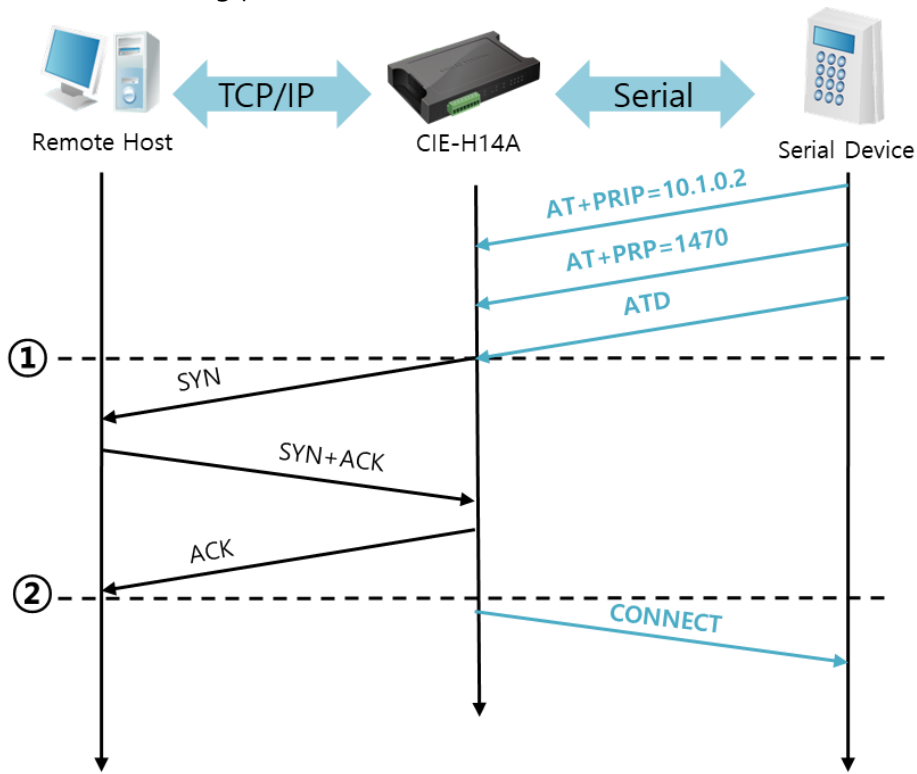 TCP/IP
Serial
Remote Host
CIE-H14A
Serial Device
AT+PRIP=10.1.0.2
AT+PRP=1470
ATD
①
SYN
SYN+ACK
ACK
②
CONNECT